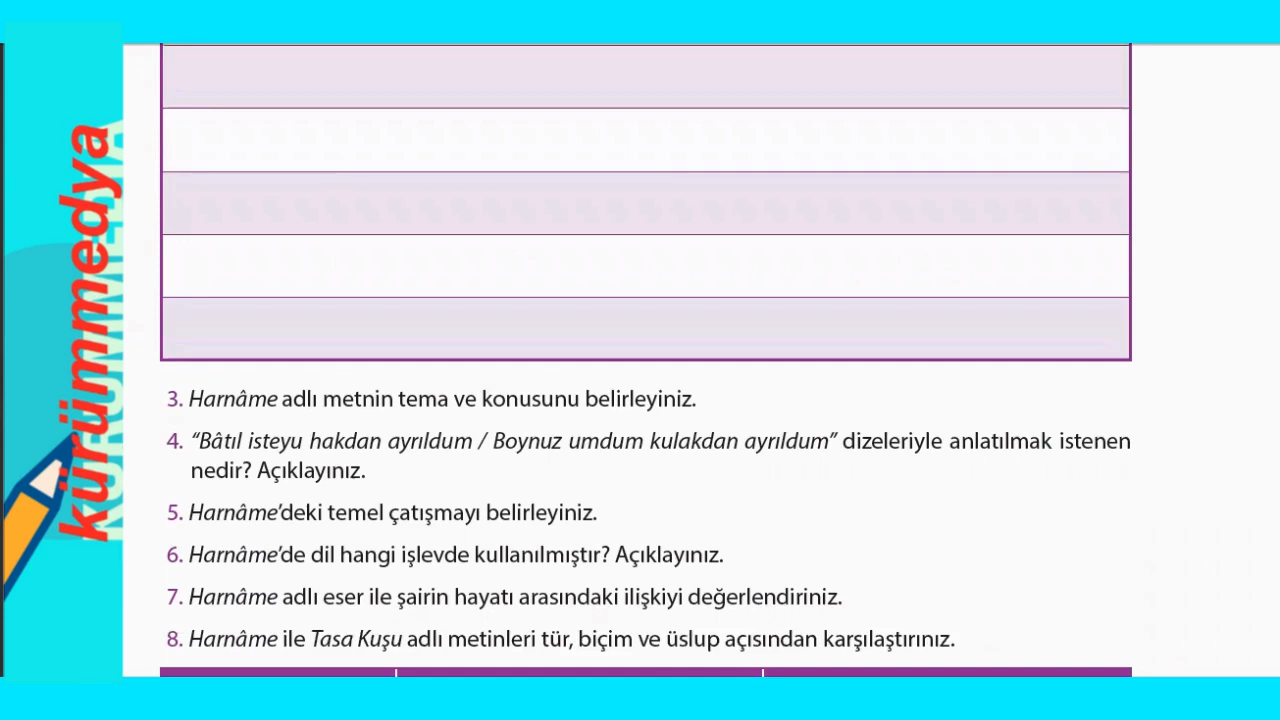 kürümmedya
KURUMMEDYA
3. Harnâme adlı metnin tema ve konusunu belirleyiniz.
4. “Bâtıl isteyu hakdan ayrıldum / Boynuz umdum kulakdan ayrıldum” dizeleriyle anlatılmak istenen
nedir? Açıklayınız.
5. Harnâme’deki temel çatışmayı belirleyiniz.
6. Harnâme’de dil hangi işlevde kullanılmıştır? Açıklayınız.
7. Harnâme adlı eser ile şairin hayatı arasındaki ilişkiyi değerlendiriniz.
8. Harnâme ile Tasa Kuşu adlı metinleri tür, biçim ve üslup açısından karşılaştırınız.